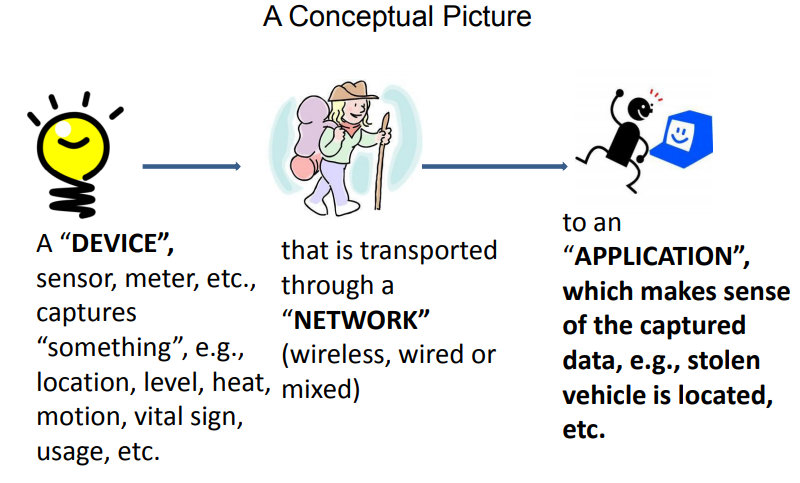 A Conceptual Picture
A “DEVICE”,
sensor, meter, etc.,
captures
“something”, e.g.,
location, level, heat,
motion, vital sign,
usage, etc.
that is transported
through a
“NETWORK”
(wireless, wired or
mixed)
to an
“APPLICATION”,
which makes sense
of the captured
data, e.g., stolen
vehicle is located,
etc.